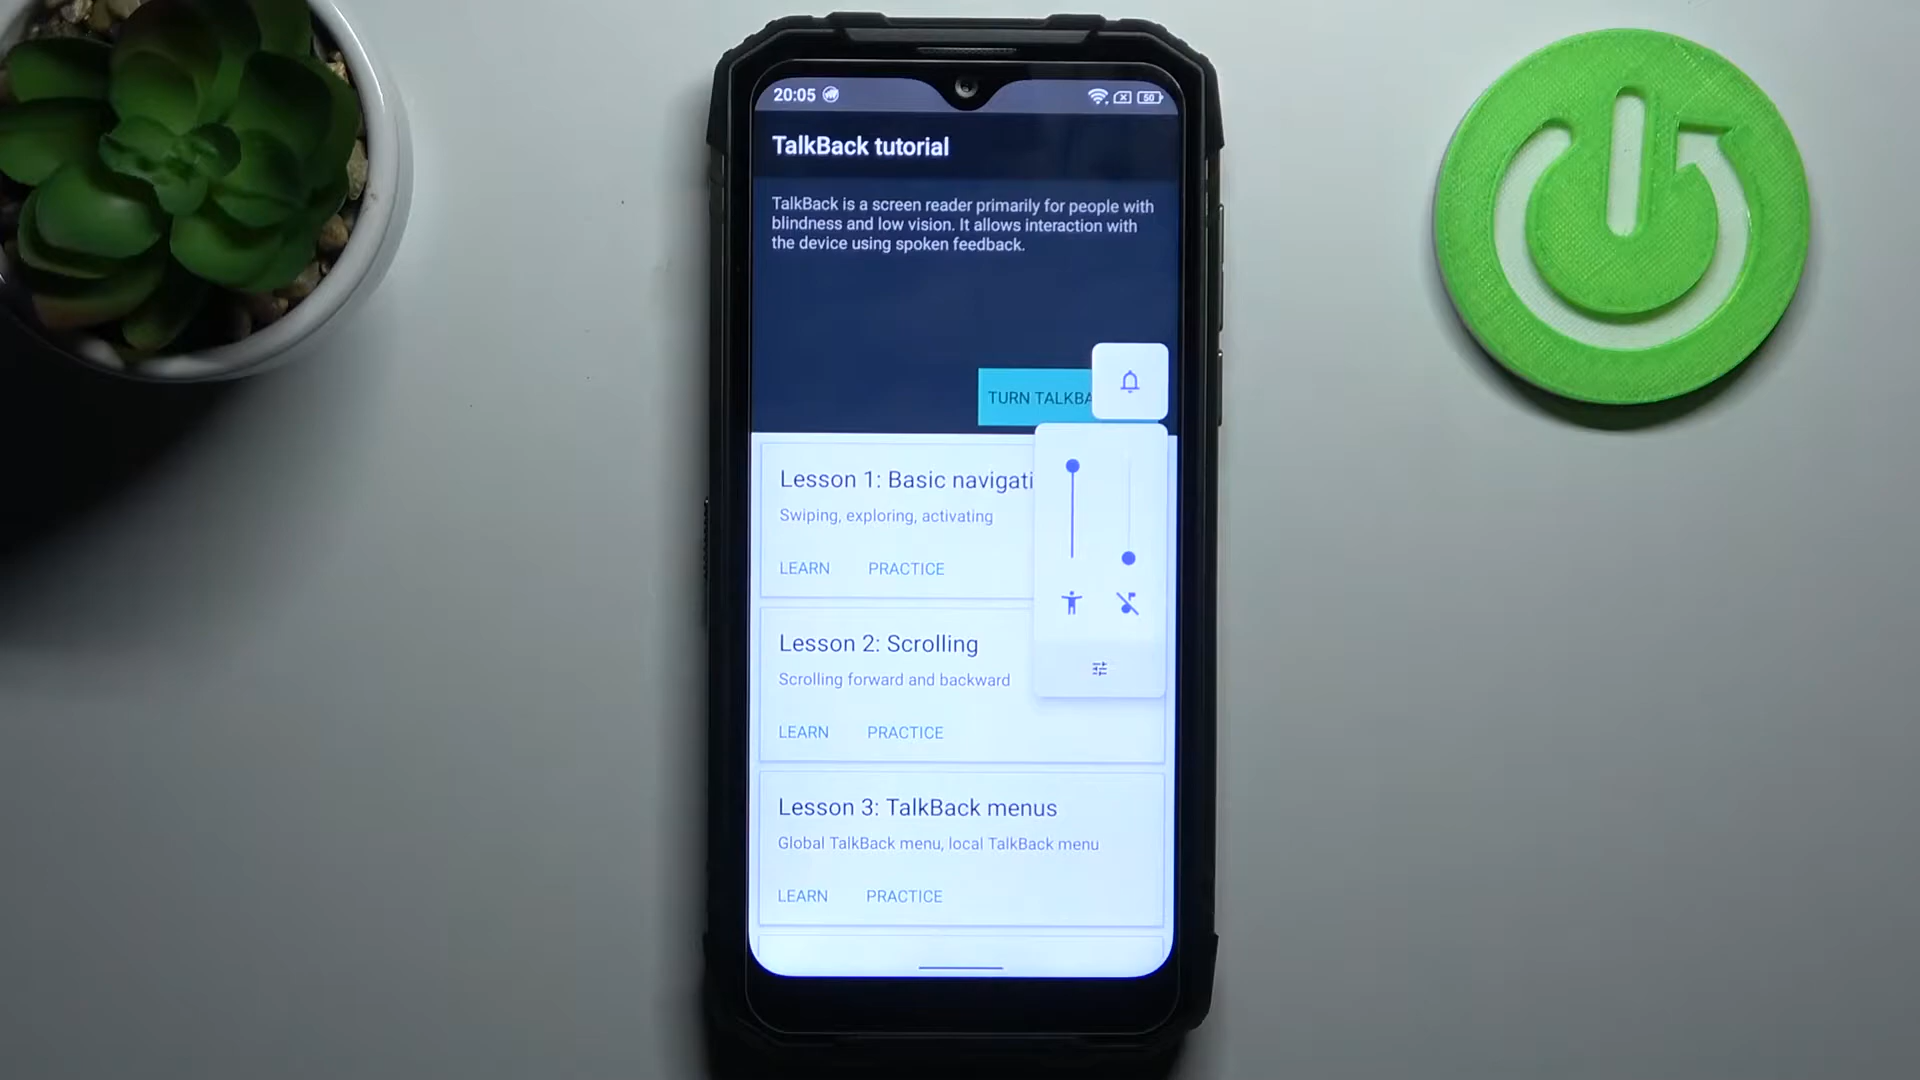 20:05
50
TalkBack tutorial
TalkBack is a screen reader primarily for people with
blindness and low vision. It allows interaction with
the device using spoken feedback.
TURN TALKBA
Lesson 1: Basic navigati
Swiping, exploring, activating
LEARN PRACTICE
Lesson 2: Scrolling
Scrolling forward and backward
LEARN PRACTICE
Lesson 3: TalkBack menus
Global TalkBack menu, local TalkBack menu
LEARN PRACTICE